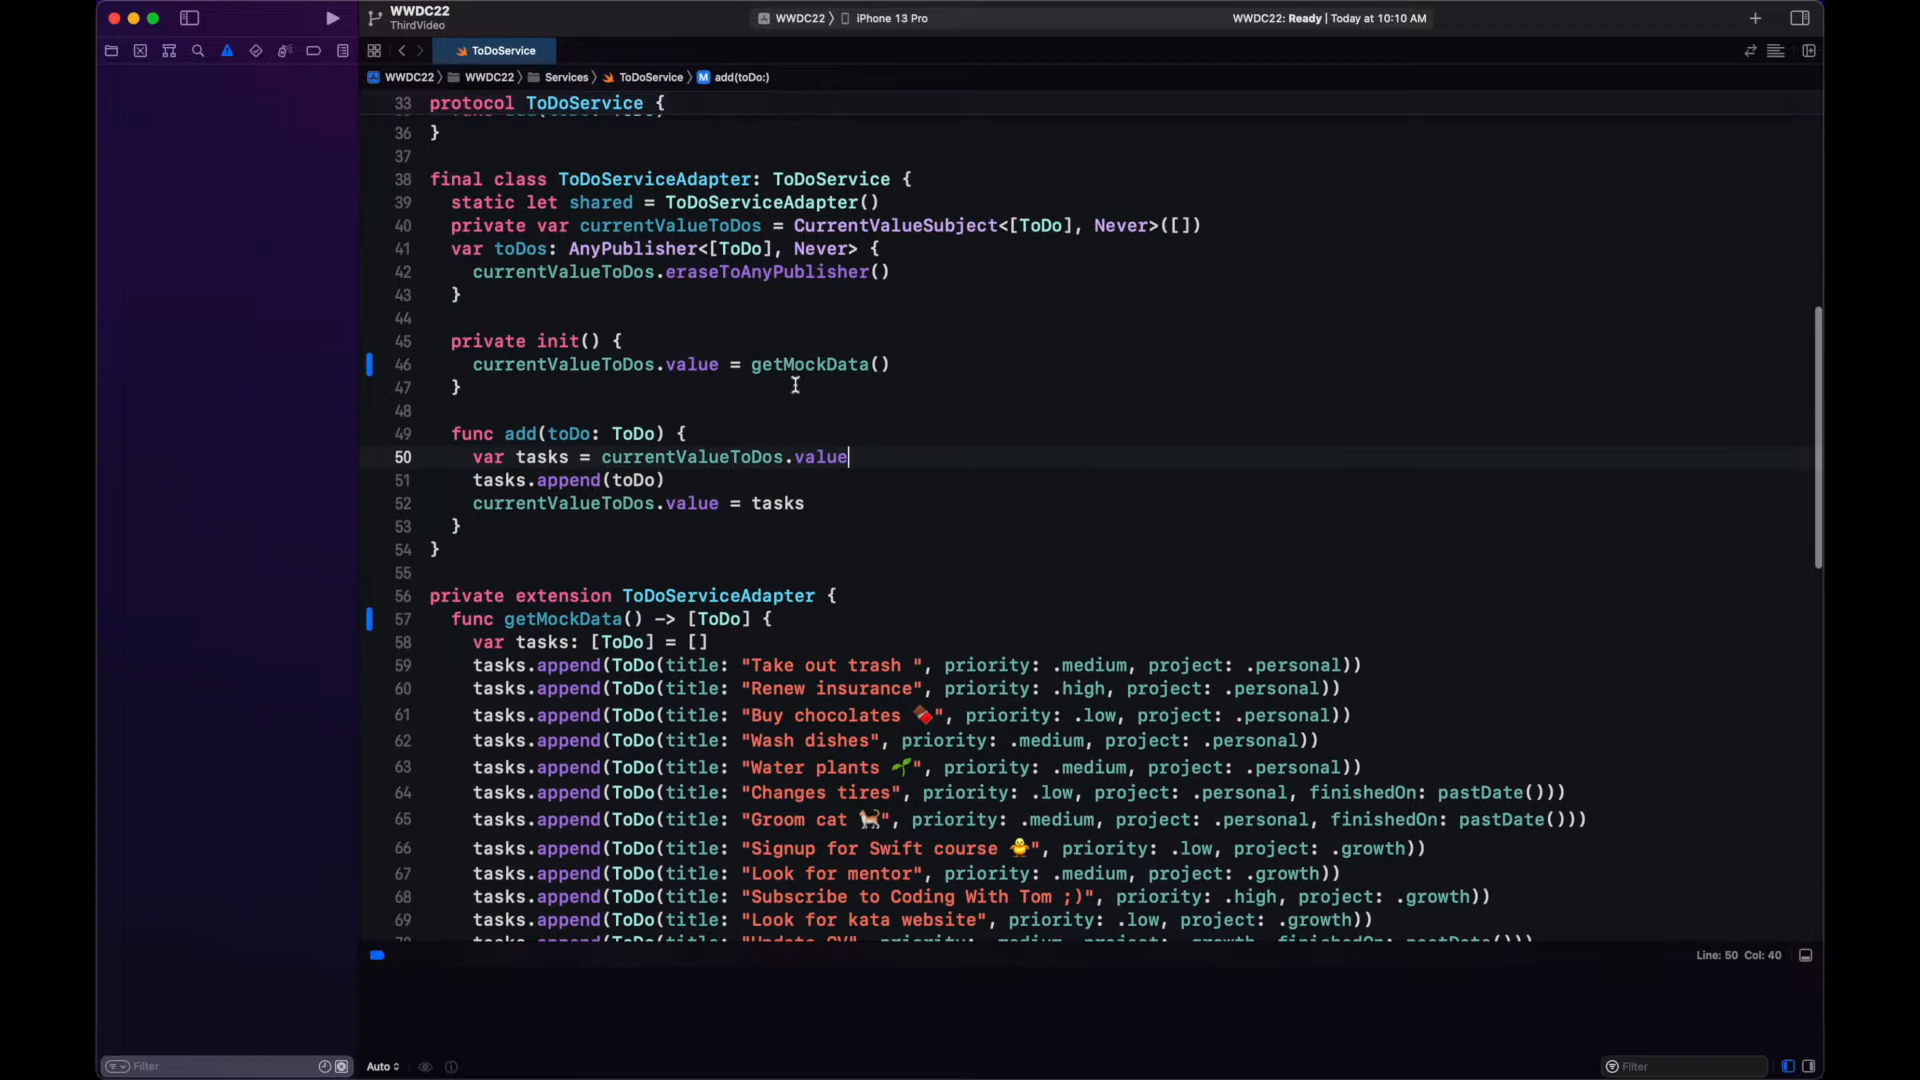 WWDC22
ThirdVideo
WWDC22 iPhone 13 Pro
WWDC22: Ready | Today at 10:10 AM
ToDoService
WWDC22 WWDC22 Services ToDoService M add(toDo:)
33 protocol ToDoService {
36 }
37
38 final class ToDoServiceAdapter: ToDoService {
39 static let shared = ToDoServiceAdapter()
40 private var currentValueToDos = CurrentValueSubject<[ToDo], Never>([])
41 var toDos: AnyPublisher<[ToDo], Never> {
42 currentValueToDos.eraseToAnyPublisher()
43 }
44
45 private init() {
46 currentValueToDos.value = getMockData()
47 }
48
49 func add(toDo: ToDo) {
50 var tasks = currentValueToDos.value
51 tasks.append(toDo)
52 currentValueToDos.value = tasks
53 }
54 }
55
56 private extension ToDoServiceAdapter {
57 func getMockData() -> [ToDo] {
58 var tasks: [ToDo] = []
59 tasks.append(ToDo(title: "Take out trash ", priority: .medium, project: .personal))
60 tasks.append(ToDo(title: "Renew insurance", priority: .high, project: .personal))
61 tasks.append(ToDo(title: "Buy chocolates 🍫", priority: .low, project: .personal))
62 tasks.append(ToDo(title: "Wash dishes", priority: .medium, project: .personal))
63 tasks.append(ToDo(title: "Water plants 🌱", priority: .medium, project: .personal))
64 tasks.append(ToDo(title: "Changes tires", priority: .low, project: .personal, finishedOn: pastDate()))
65 tasks.append(ToDo(title: "Groom cat 🐈", priority: .medium, project: .personal, finishedOn: pastDate()))
66 tasks.append(ToDo(title: "Signup for Swift course 🐥", priority: .low, project: .growth))
67 tasks.append(ToDo(title: "Look for mentor", priority: .medium, project: .growth))
68 tasks.append(ToDo(title: "Subscribe to Coding With Tom ;)", priority: .high, project: .growth))
69 tasks.append(ToDo(title: "Look for kata website", priority: .low, project: .growth))
Line: 50 Col: 40
Filter
Auto
Filter